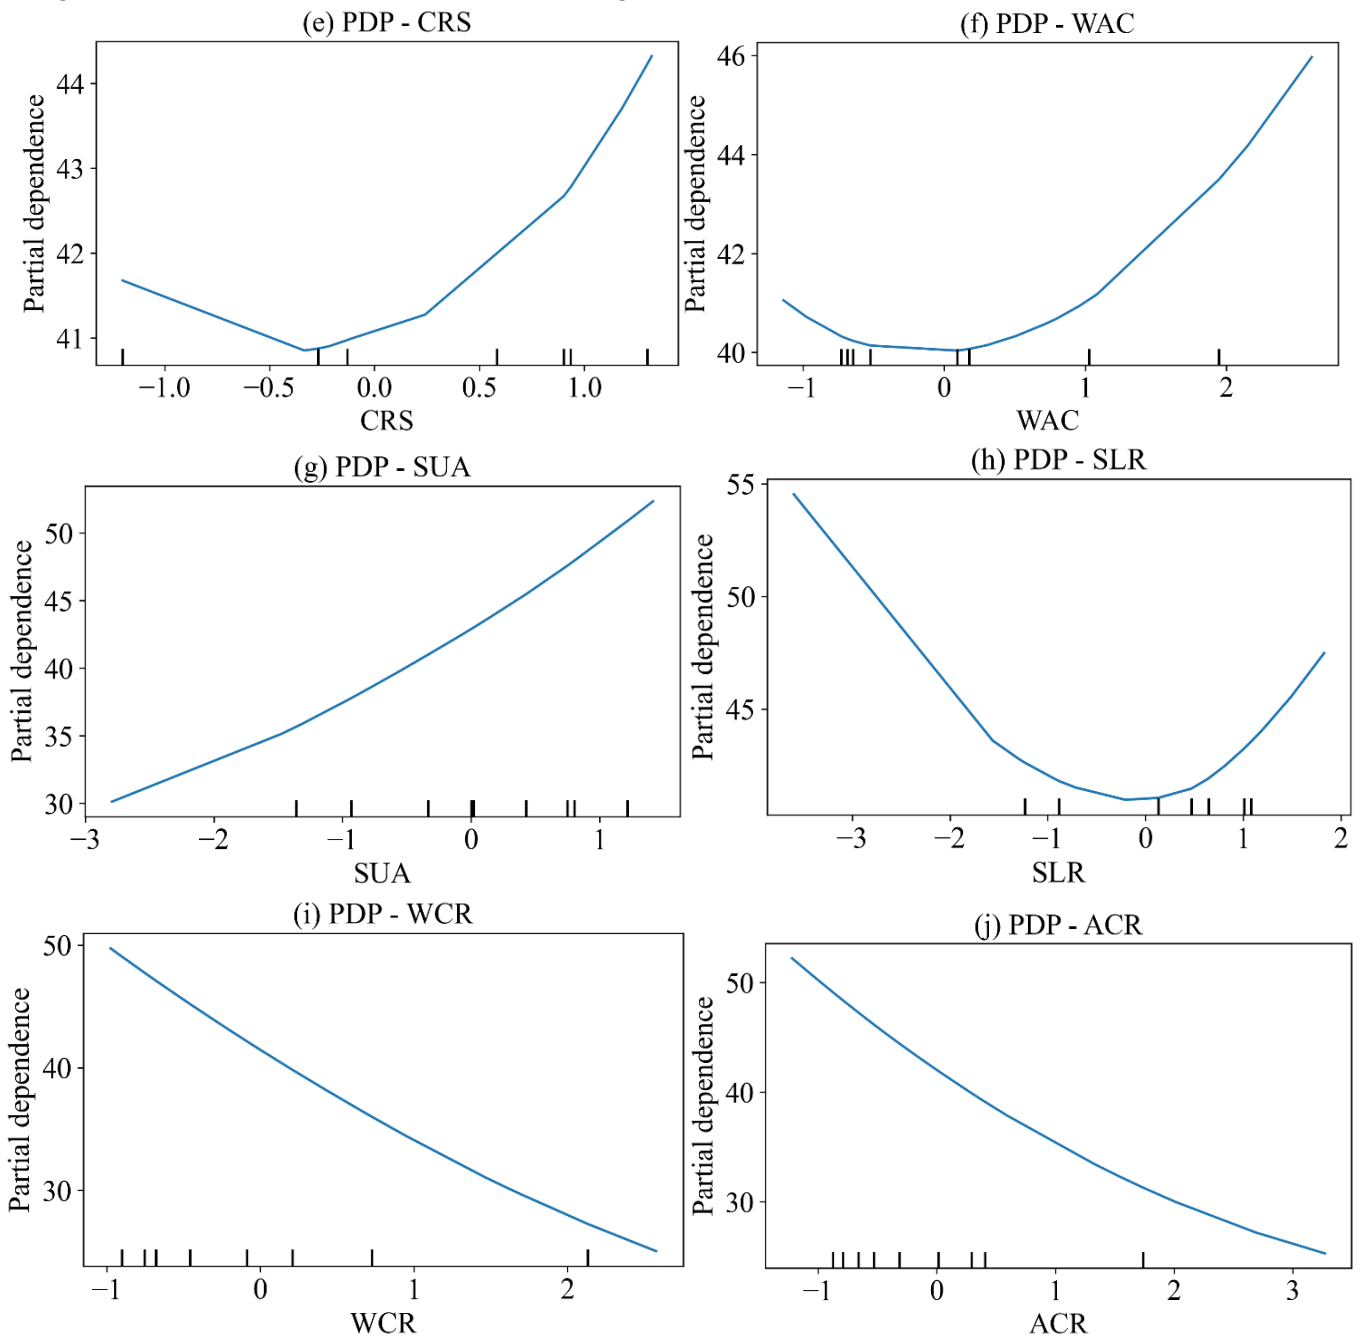 (e) PDP - CRS
Partial dependence
44
43
42
41
−1.0 −0.5 0.0 0.5 1.0
CRS
(f) PDP - WAC
Partial dependence
46
44
42
40
−1 0 1 2
WAC
(g) PDP - SUA
Partial dependence
50
45
40
35
30
−3 −2 −1 0 1
SUA
(h) PDP - SLR
Partial dependence
55
50
45
−3 −2 −1 0 1 2
SLR
(i) PDP - WCR
Partial dependence
50
40
30
−1 0 1 2
WCR
(j) PDP - ACR
Partial dependence
50
40
30
−1 0 1 2 3
ACR